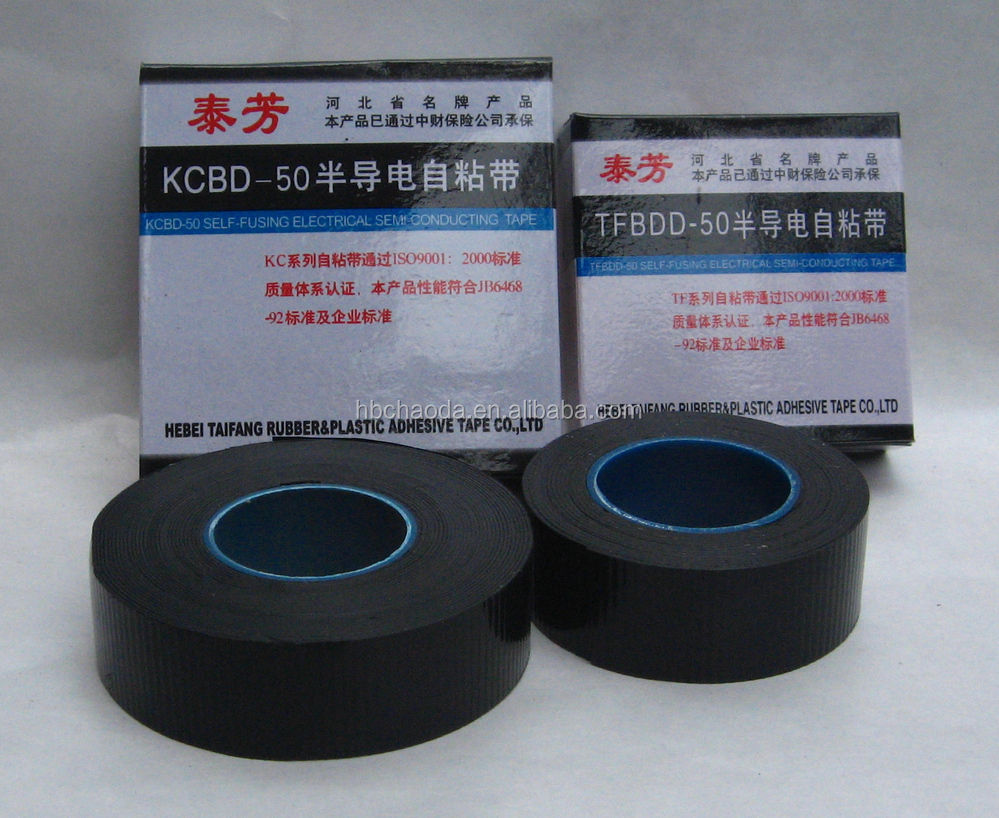 泰芳
河北省名牌产品
本产品已通过中财保险公司承保
KCBD-50半导电自粘带
KCBD-50 SELF-FUSING ELECTRICAL SEMI-CONDUCTING TAPE
KC系列自粘带通过ISO9001：2000标准
质量体系认证，本产品性能符合JB6468
-92标准及企业标准
HEBEI TAIFANG RUBBER&PLASTIC ADHESIVE TAPE CO.,LTD
泰芳
河北省名牌产品
本产品已通过中财保险公司承保
TFBDD-50半导电自粘带
TFBDD-50 SELF-FUSING ELECTRICAL SEMI-CONDUCTING TAPE
TF系列自粘带通过ISO9001:2000标准
质量体系认证，本产品性能符合JB6468
-92标准及企业标准
HEBEI TAIFANG RUBBER&PLASTIC ADHESIVE TAPE CO.,LTD
hbchaoda.en.alibaba.com